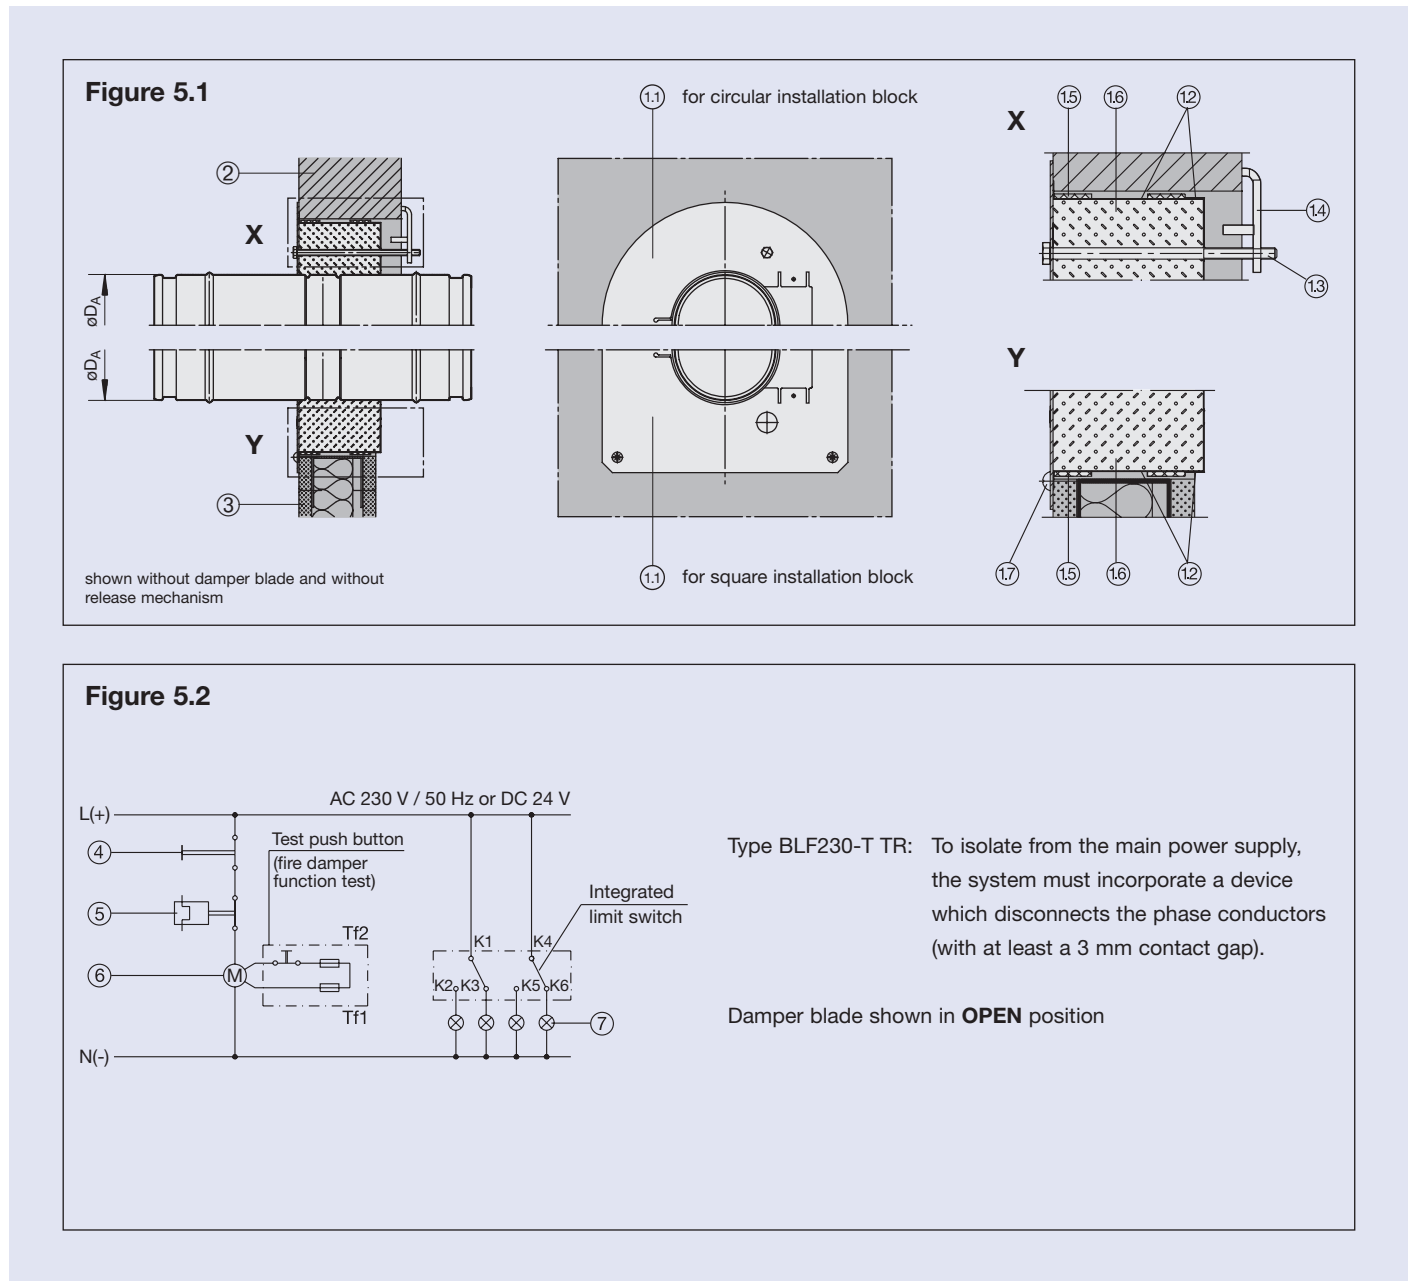 Figure 5.1
1.1 for circular installation block
1.5 1.6 1.2
X
2
X
1.4
1.3
øDA
øDA
Y
Y
3
1.7 1.5 1.6 1.2
shown without damper blade and without
release mechanism
1.1 for square installation block
Figure 5.2
AC 230 V / 50 Hz or DC 24 V
L(+)
4
Test push button
(fire damper
function test)
5
Integrated
limit switch
Tf2
K1 K4
6
M
K2 K3 K5 K6
Tf1
7
N(-)
Type BLF230-T TR: To isolate from the main power supply,
the system must incorporate a device
which disconnects the phase conductors
(with at least a 3 mm contact gap).
Damper blade shown in OPEN position